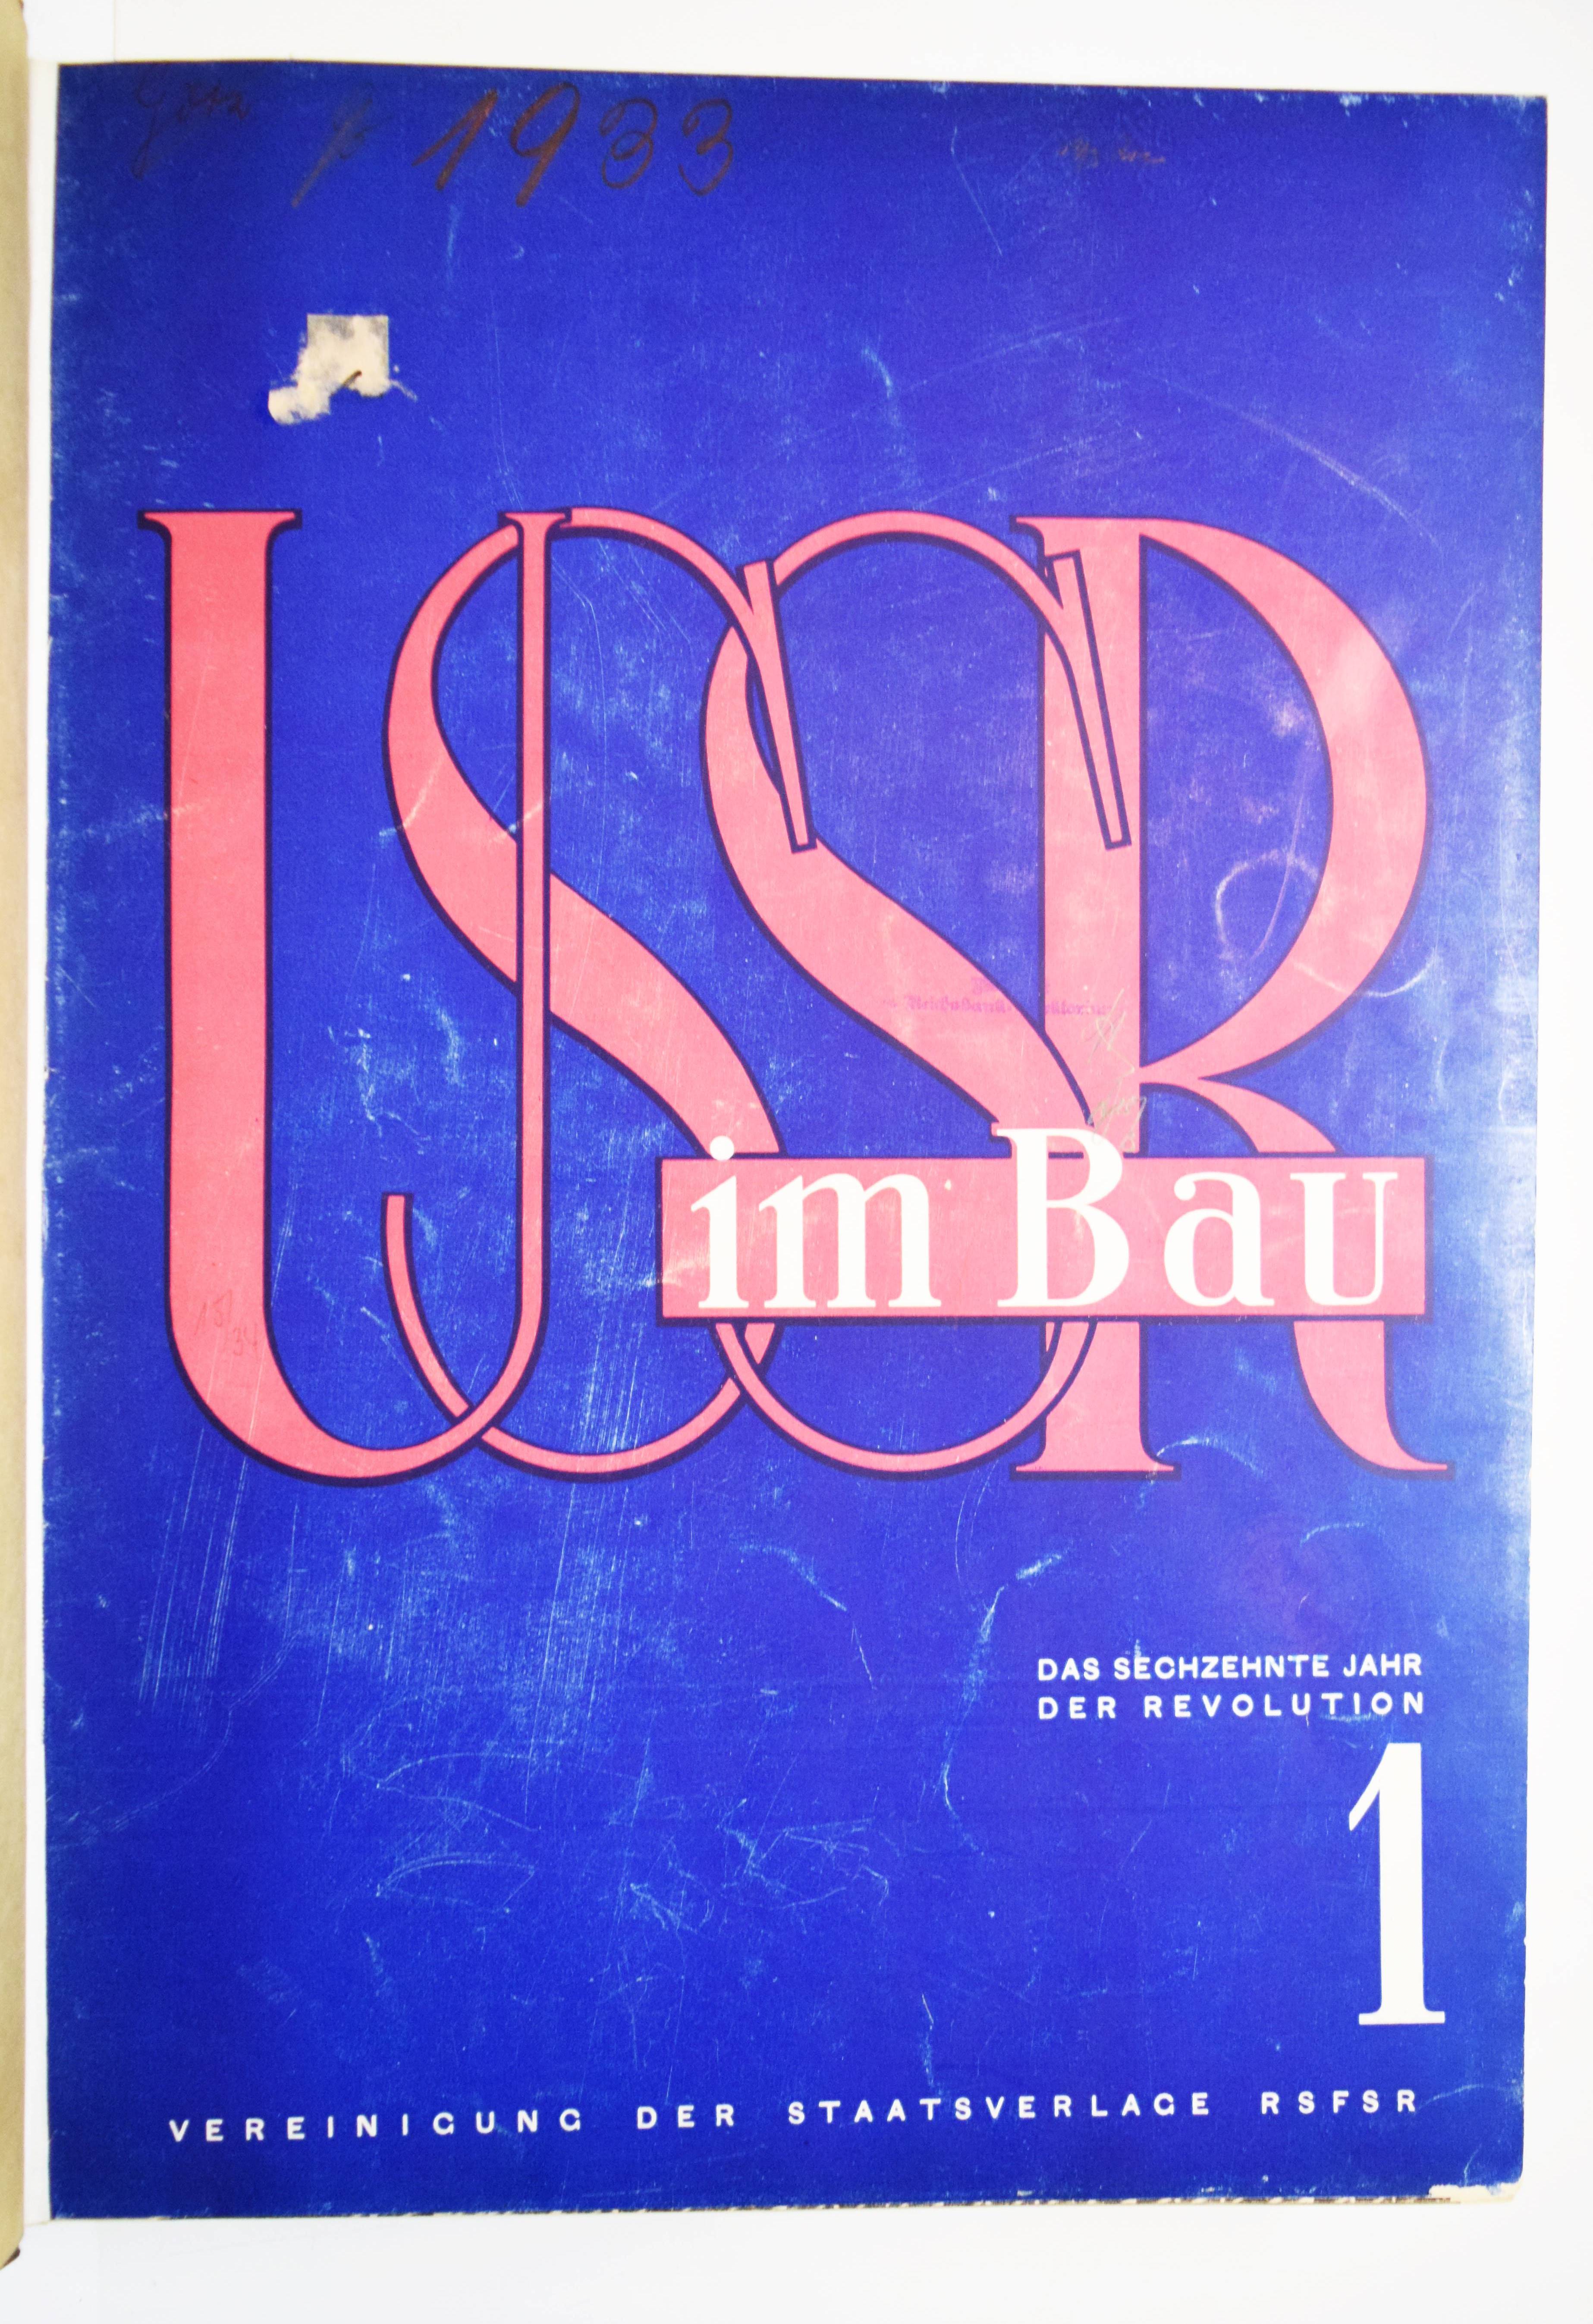 1933
USSR
im Bau
DAS SECHZEHNTE JAHR
DER REVOLUTION
1
VEREINIGUNG DER STAATSVERLAGE RSFSR